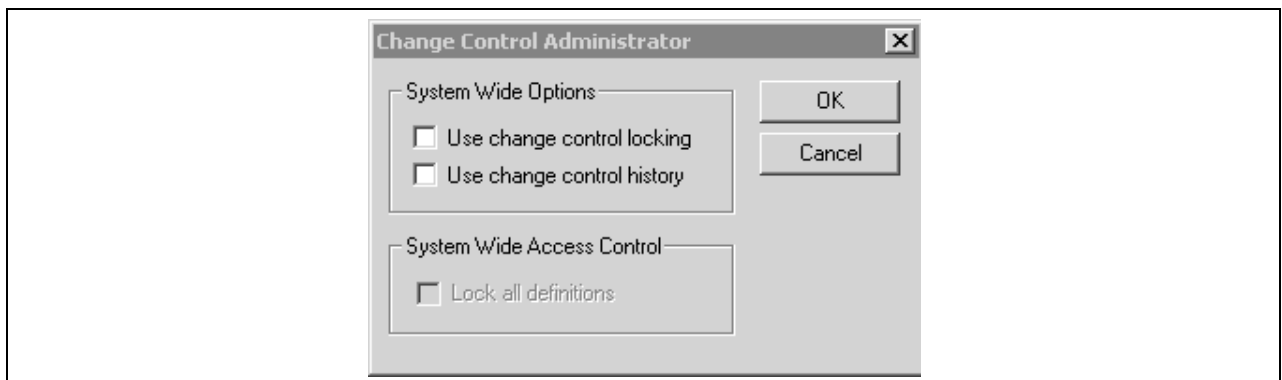 Change Control Administrator
System Wide Options
OK
Use change control locking
Cancel
Use change control history
System Wide Access Control
Lock all definitions